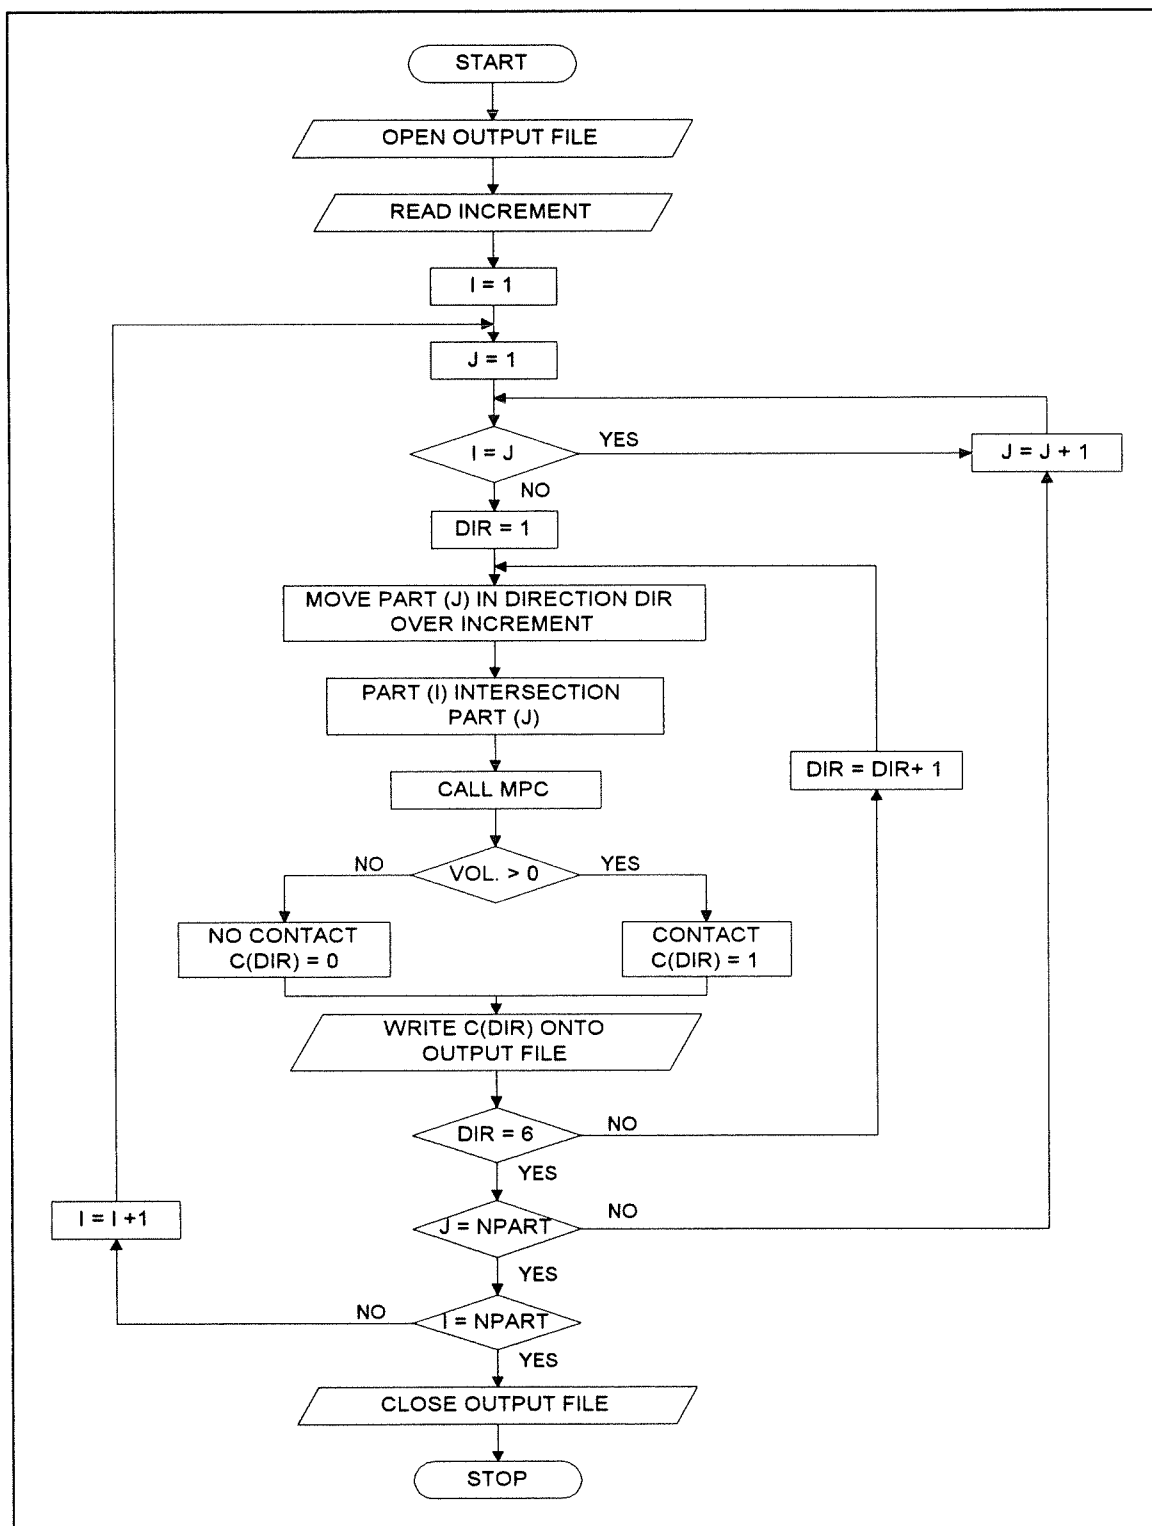 START
OPEN OUTPUT FILE
READ INCREMENT
I = 1
J = 1
I = J
YES
J = J + 1
NO
DIR = 1
MOVE PART (J) IN DIRECTION DIR
OVER INCREMENT
PART (I) INTERSECTION
PART (J)
DIR = DIR+ 1
CALL MPC
NO
VOL. > 0
YES
NO CONTACT
C(DIR) = 0
CONTACT
C(DIR) = 1
WRITE C(DIR) ONTO
OUTPUT FILE
DIR = 6
NO
YES
I = I +1
J = NPART
NO
YES
NO
I = NPART
YES
CLOSE OUTPUT FILE
STOP